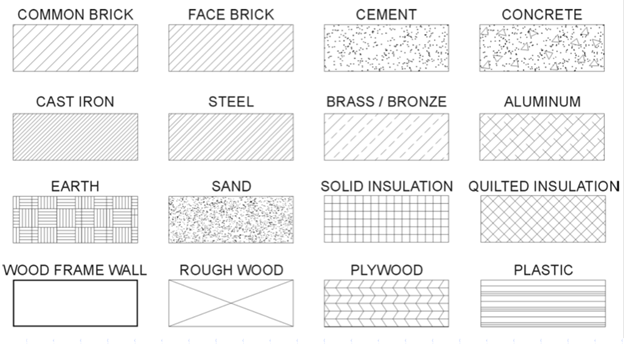 COMMON BRICK
FACE BRICK
CEMENT
CONCRETE
CAST IRON
STEEL
BRASS / BRONZE
ALUMINUM
EARTH
SAND
SOLID INSULATION
QUILTED INSULATION
WOOD FRAME WALL
ROUGH WOOD
PLYWOOD
PLASTIC